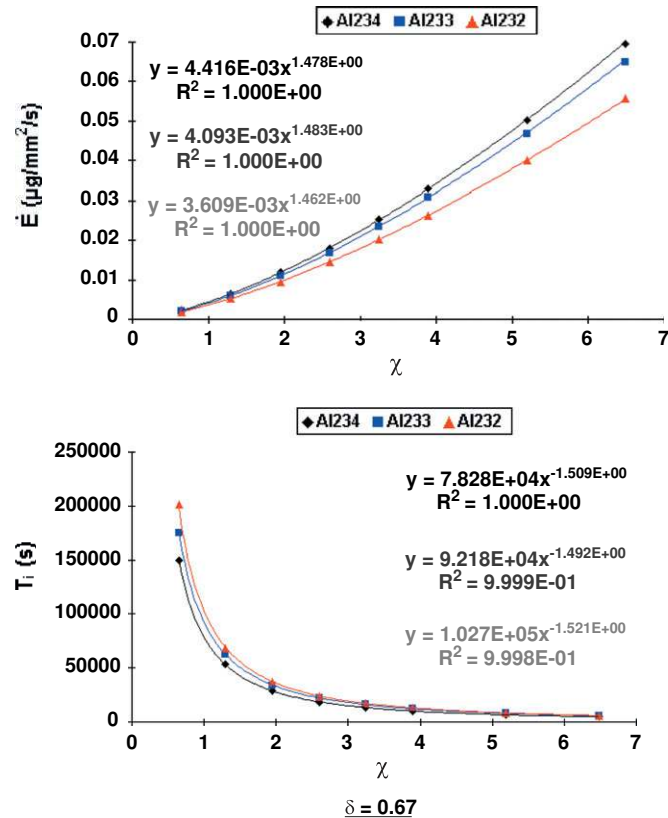 ◆ Al234 ■ Al233 ▲ Al232
Ė (µg/mm²/s)
0.07
0.06
0.05
0.04
0.03
0.02
0.01
0
y = 4.416E-03x^1.478E+00
R² = 1.000E+00
y = 4.093E-03x^1.483E+00
R² = 1.000E+00
y = 3.609E-03x^1.462E+00
R² = 1.000E+00
0 1 2 3 4 5 6 7
χ
◆ Al234 ■ Al233 ▲ Al232
T_i (s)
250000
200000
150000
100000
50000
0
y = 7.828E+04x^-1.509E+00
R² = 1.000E+00
y = 9.218E+04x^-1.492E+00
R² = 9.999E-01
y = 1.027E+05x^-1.521E+00
R² = 9.998E-01
0 1 2 3 4 5 6 7
χ
δ = 0.67